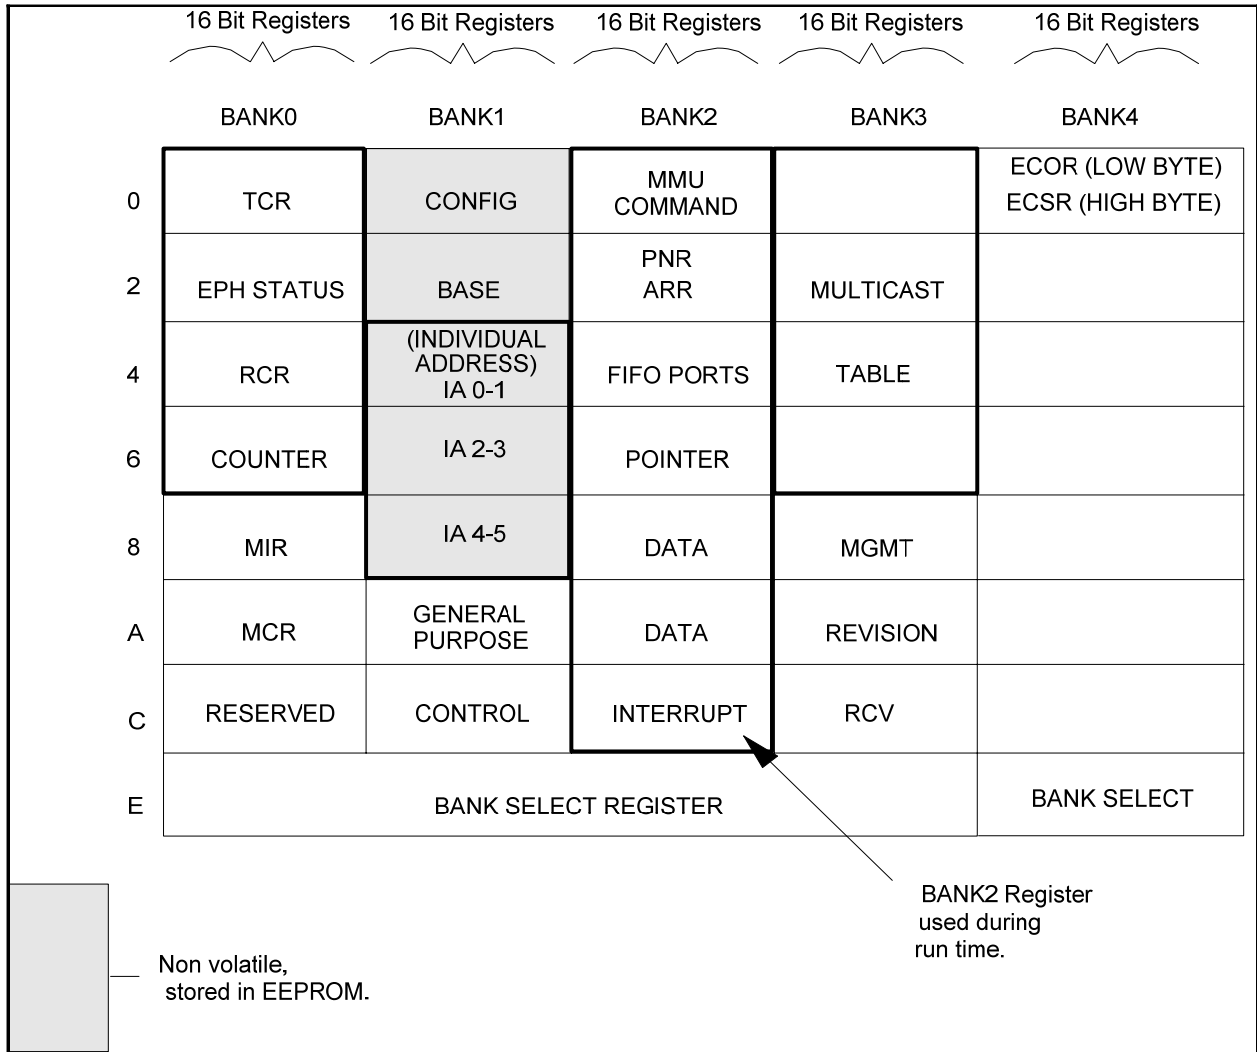 16 Bit Registers 16 Bit Registers 16 Bit Registers 16 Bit Registers 16 Bit Registers
BANK0 BANK1 BANK2 BANK3 BANK4
0 TCR CONFIG MMU COMMAND ECOR (LOW BYTE) ECSR (HIGH BYTE)
2 EPH STATUS BASE PNR ARR MULTICAST
4 RCR (INDIVIDUAL ADDRESS) IA 0-1 FIFO PORTS TABLE
6 COUNTER IA 2-3 POINTER
8 MIR IA 4-5 DATA MGMT
A MCR GENERAL PURPOSE DATA REVISION
C RESERVED CONTROL INTERRUPT RCV
E BANK SELECT REGISTER BANK SELECT
BANK2 Register
used during
run time.
Non volatile,
stored in EEPROM.